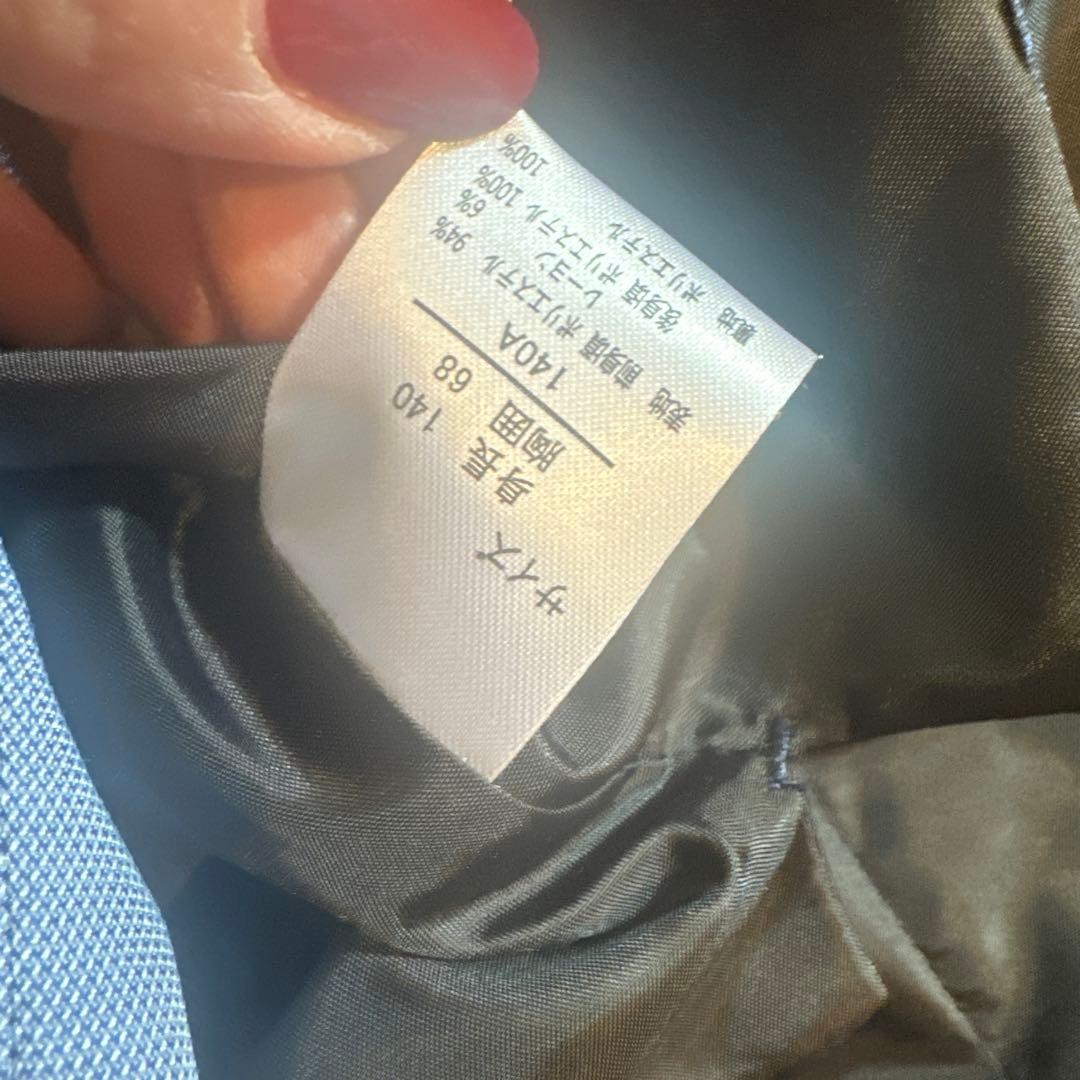 サイズ
身長 140
胸囲 68
140A
表地 前身頃 ポリエステル 94%
レーヨン 6%
後身頃 ポリエステル 100%
裏地 ポリエステル 100%